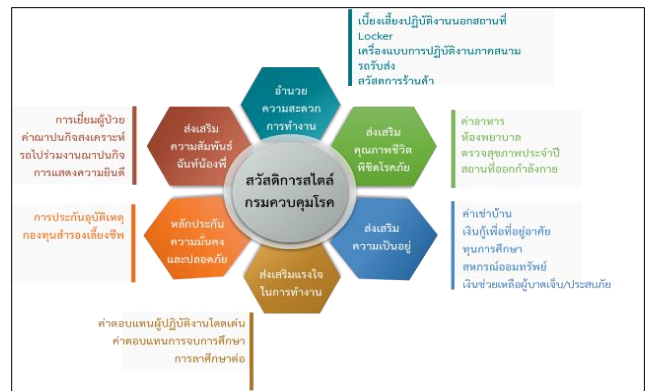 เบี้ยงเลี้ยงปฏิบัติงานนอกสถานที่
Locker
เครื่องแบบการปฏิบัติงานภาคสนาม
รถรับส่ง
สวัสดการร้านค้า
อำนวย
ความสะดวก
การทำงาน
ส่งเสริม
คุณภาพชีวิต
พิชิตโรคภัย
ค่าอาหาร
ห้องพยาบาล
ตรวจสุขภาพประจำปี
สถานที่ออกกำลังกาย
ส่งเสริม
ความเป็นอยู่
ค่าเช่าบ้าน
เงินกู้เพื่อที่อยู่อาศัย
ทุนการศึกษา
สหกรณ์ออมทรัพย์
เงินช่วยเหลือผู้บาดเจ็บ/ประสบภัย
ส่งเสริมแรงใจ
ในการทำงาน
ค่าตอบแทนผู้ปฏิบัติงานโดดเด่น
ค่าตอบแทนการจบการศึกษา
การลาศึกษาต่อ
หลักประกัน
ความมั่นคง
และปลอดภัย
การประกันอุบัติเหตุ
กองทุนสำรองเลี้ยงชีพ
ส่งเสริม
ความสัมพันธ์
ฉันท์น้องพี่
การเยี่ยมผู้ป่วย
ค่าฌาปนกิจสงเคราะห์
รถไปร่วมงานฌาปนกิจ
การแสดงความยินดี
สวัสดิการสไตล์
กรมควบคุมโรค